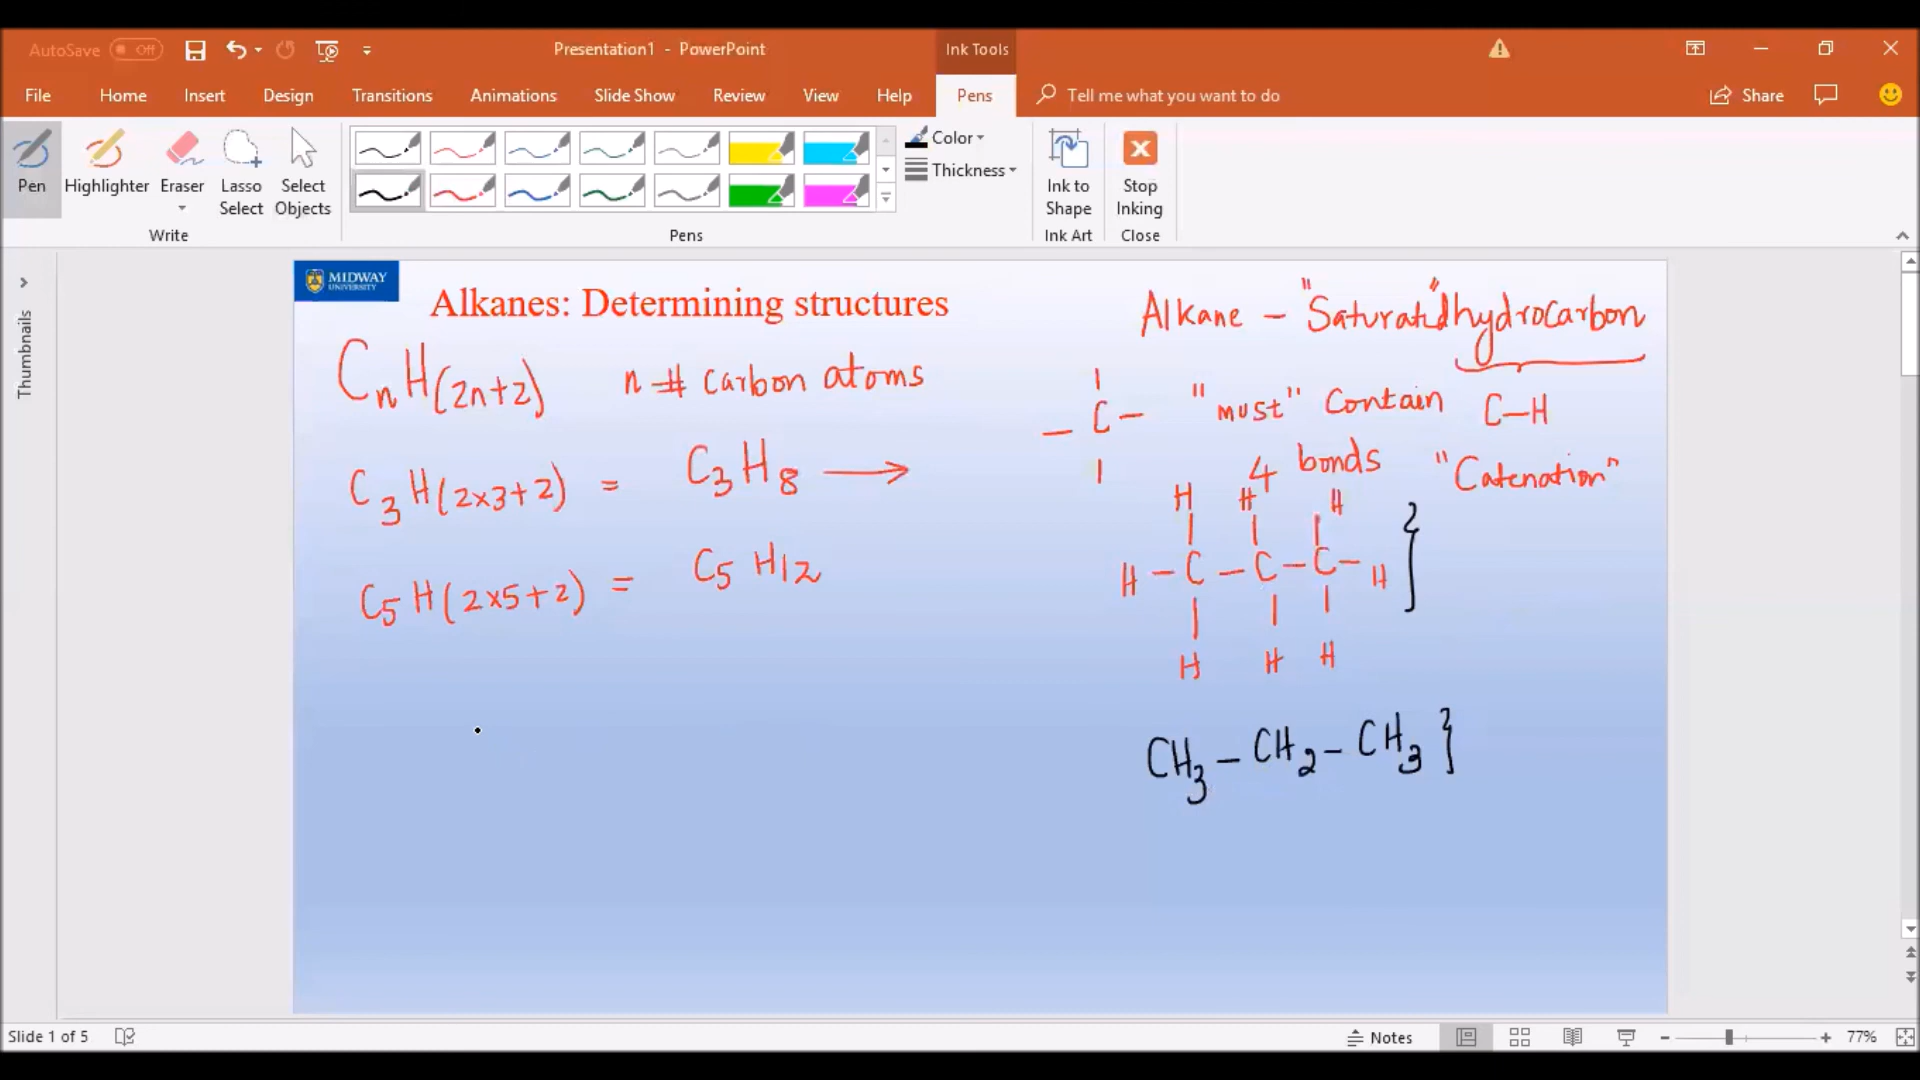 AutoSave Off
Presentation1 - PowerPoint
Ink Tools
File Home Insert Design Transitions Animations Slide Show Review View Help Pens Tell me what you want to do Share
Pen Highlighter Eraser Lasso Select Select Objects
Color
Thickness
Ink to Shape
Stop Inking
Write Pens Ink Art Close
Thumbnails
MIDWAY
UNIVERSITY
Alkanes: Determining structures
Alkane - "Saturated" hydrocarbon
CnH(2n+2) n # carbon atoms
C "must" contain C-H
4 bonds "Catenation"
C3H(2x3+2) = C3H8 →
C5H(2x5+2) = C5H12
H H H
H - C - C - C - H
H H H
CH3 - CH2 - CH3 }
Slide 1 of 5
Notes
77%